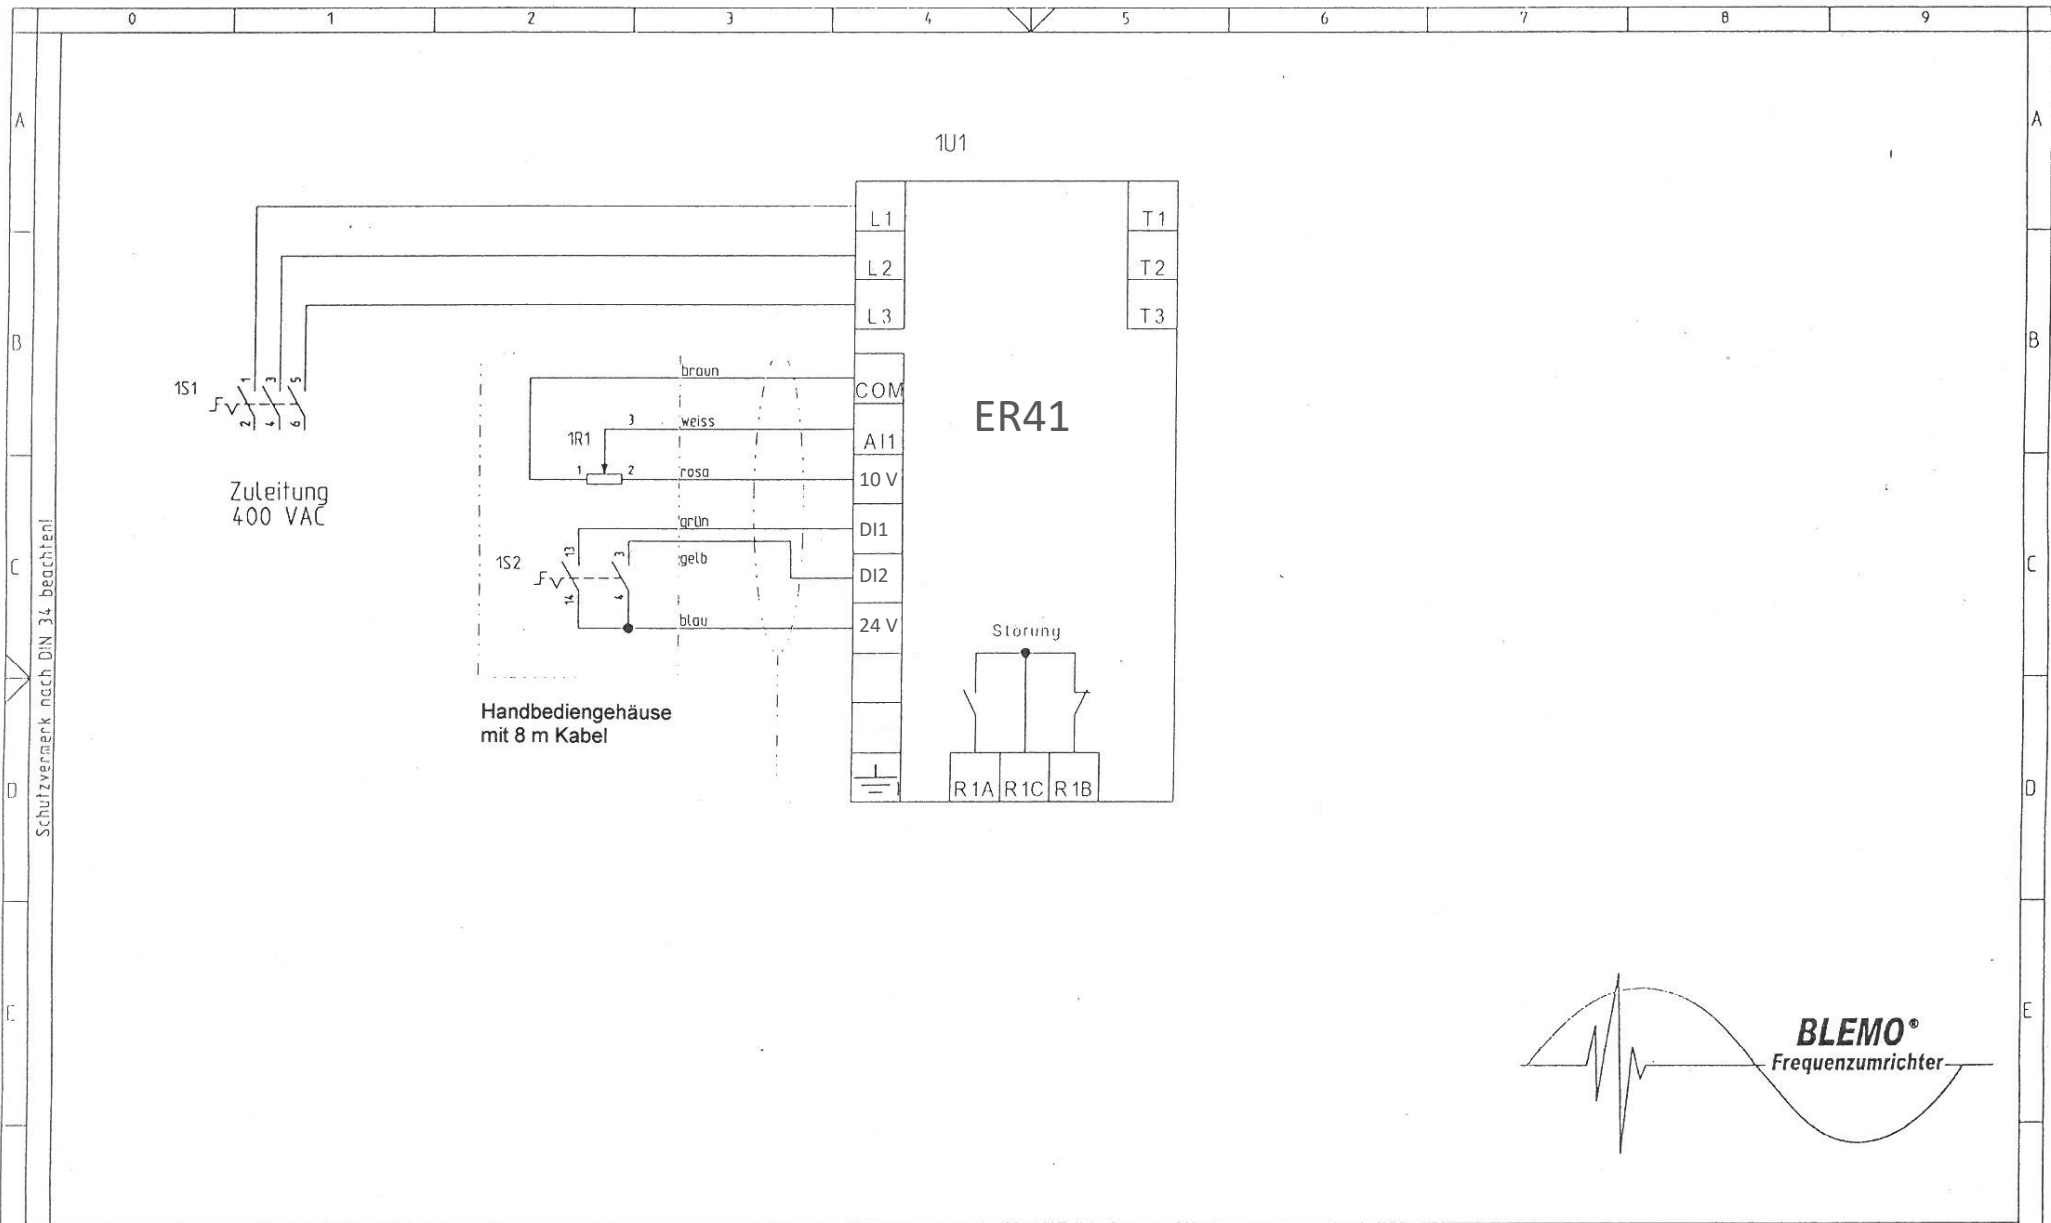 0 1 2 3 4 5 6 7 8 9
A A
1U1
L1 T1
L2 T2
L3 T3
B B
1S1
1 3 5
2 4 6
braun
COM
ER41
3 weiss
1R1
AI1
1 2 rosa
10 V
Zuleitung
400 VAC
grün
DI1
1S2
13 3
gelb
C C
DI2
14 4
blau
24 V
Störung
Handbediengehäuse
mit 8 m Kabel
R1A R1C R1B
D D
Schutzvermerk nach DIN 34 beachten!
E E
BLEMO®
Frequenzumrichter